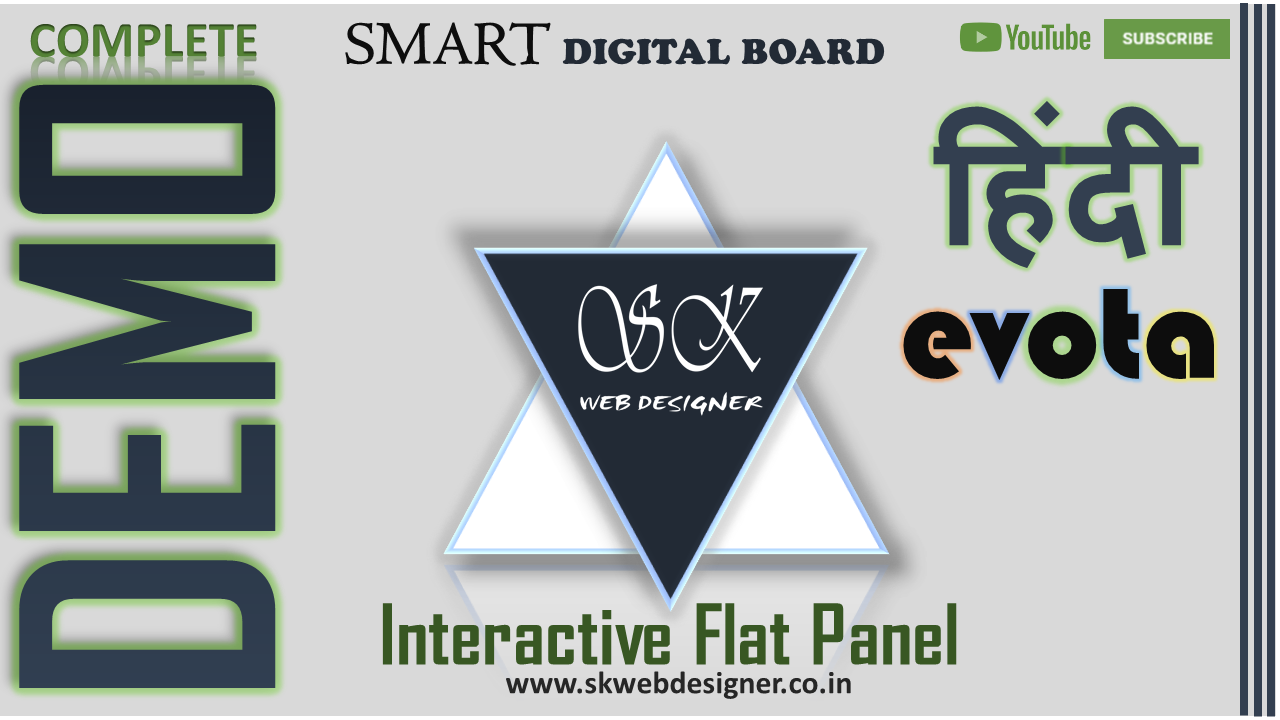 COMPLETE
DEMO
SMART DIGITAL BOARD
YouTube SUBSCRIBE
हिंदी
evota
SK
WEB DESIGNER
Interactive Flat Panel
www.skwebdesigner.co.in